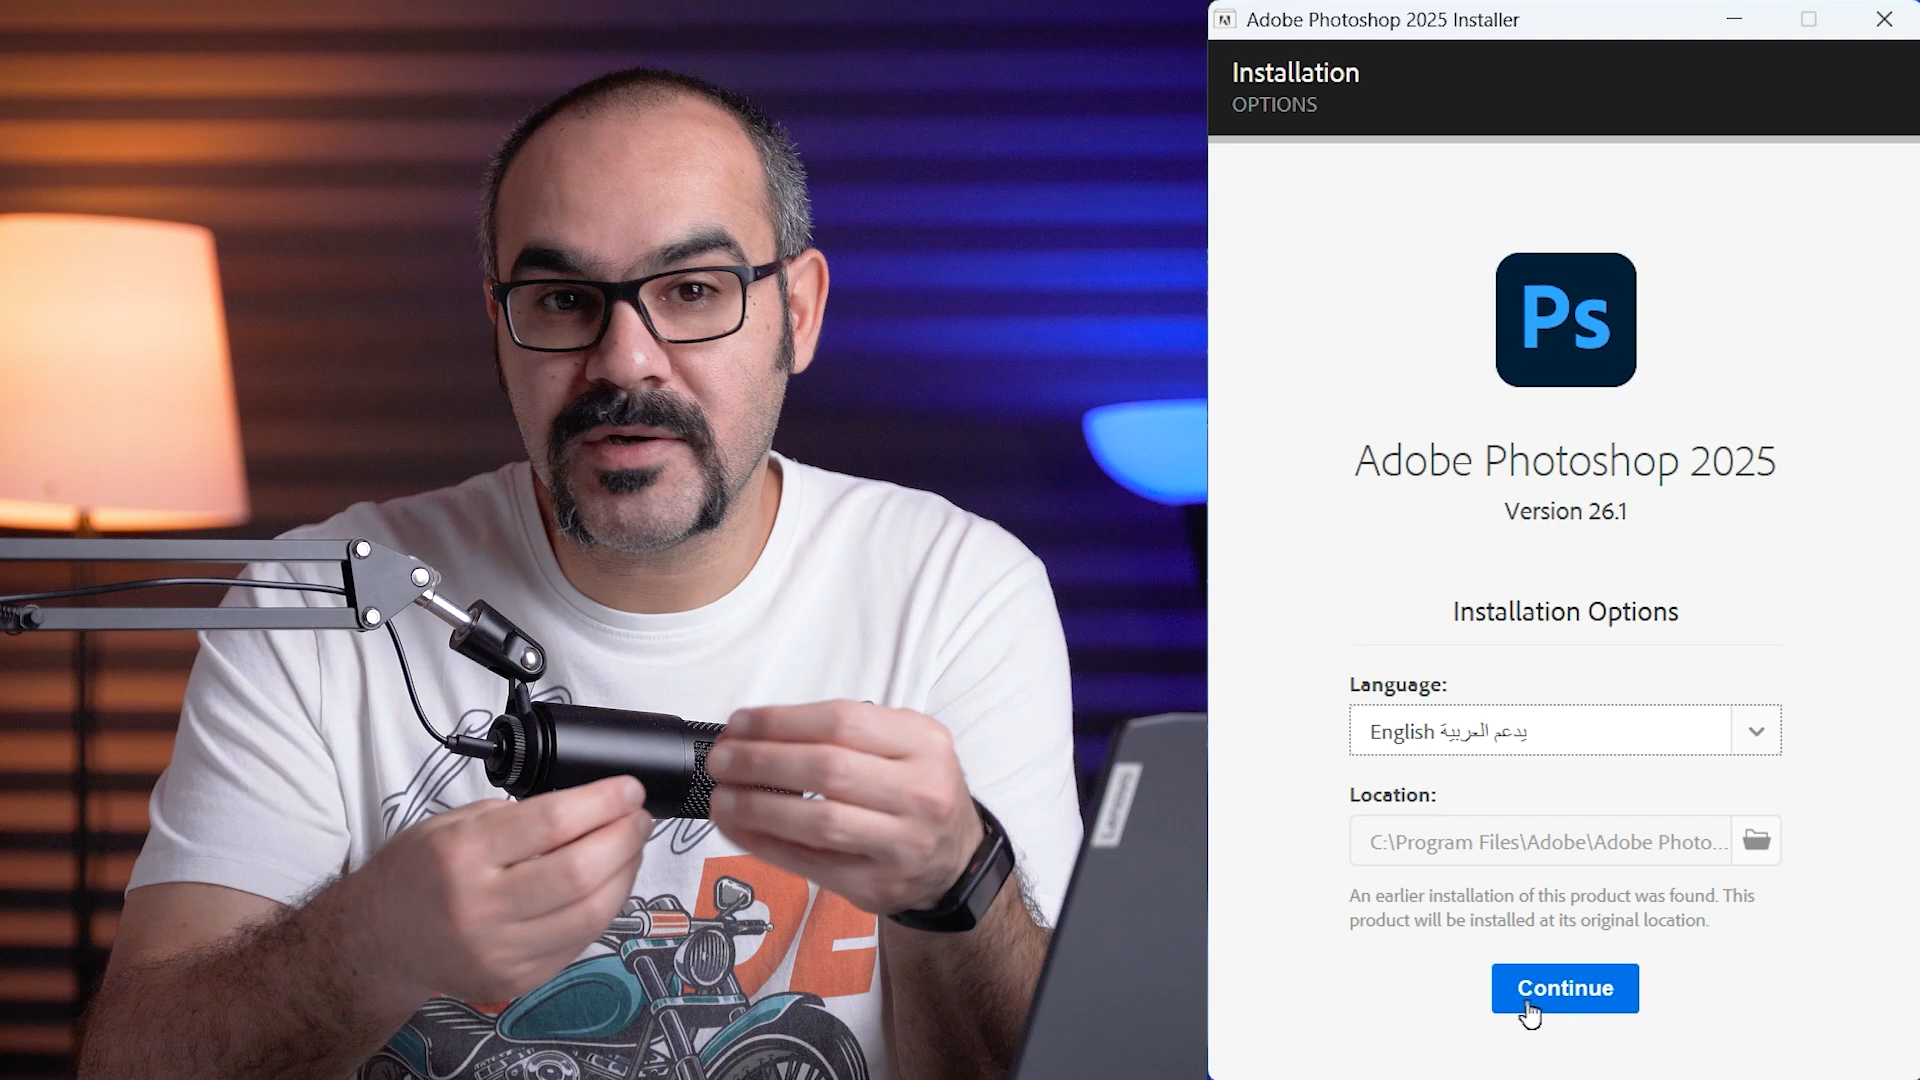 Adobe Photoshop 2025 Installer
Installation
OPTIONS
Ps
Adobe Photoshop 2025
Version 26.1
Installation Options
Language:
English يدعم العربية
Location:
C:\Program Files\Adobe\Adobe Photo...
An earlier installation of this product was found. This
product will be installed at its original location.
Continue
Lenovo